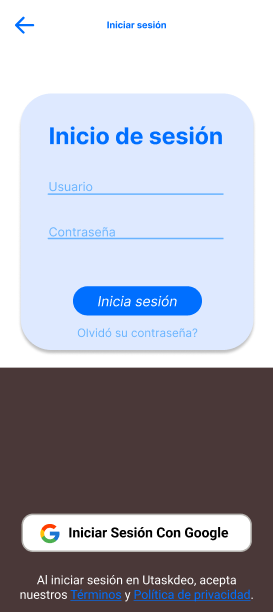 Iniciar sesión
Inicio de sesión
Usuario
Contraseña
Inicia sesión
Olvidó su contraseña?
Iniciar Sesión Con Google
Al iniciar sesión en Utaskdeo, acepta
nuestros Términos y Política de privacidad.